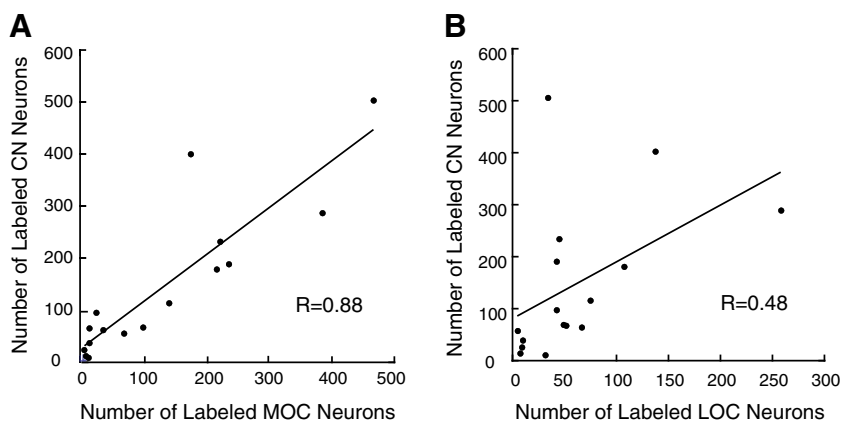 A
Number of Labeled CN Neurons
600
500
400
300
200
100
0
R=0.88
0 100 200 300 400 500
Number of Labeled MOC Neurons
B
Number of Labeled CN Neurons
600
500
400
300
200
100
0
R=0.48
0 50 100 150 200 250 300
Number of Labeled LOC Neurons